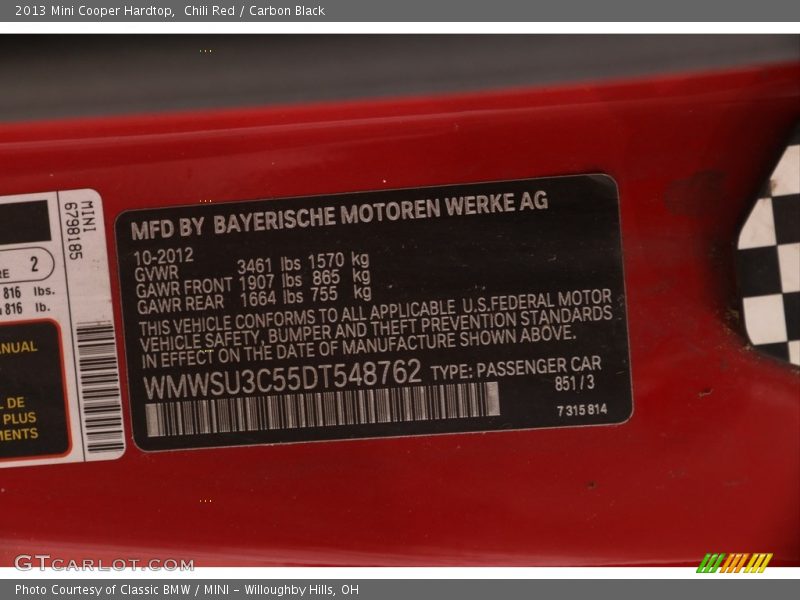 2013 Mini Cooper Hardtop,  Chili Red / Carbon Black
MINI
6798185
RE 2
816 lbs.
816 lb.
ANUAL
L DE
PLUS
MENTS
MFD BY BAYERISCHE MOTOREN WERKE AG
10-2012
GVWR 3461 lbs 1570 kg
GAWR FRONT 1907 lbs 865 kg
GAWR REAR 1664 lbs 755 kg
THIS VEHICLE CONFORMS TO ALL APPLICABLE U.S.FEDERAL MOTOR
VEHICLE SAFETY, BUMPER AND THEFT PREVENTION STANDARDS
IN EFFECT ON THE DATE OF MANUFACTURE SHOWN ABOVE.
WMWSU3C55DT548762 TYPE: PASSENGER CAR
851/3
7 315 814
GTCARLOT.COM
Photo Courtesy of Classic BMW / MINI - Willoughby Hills, OH